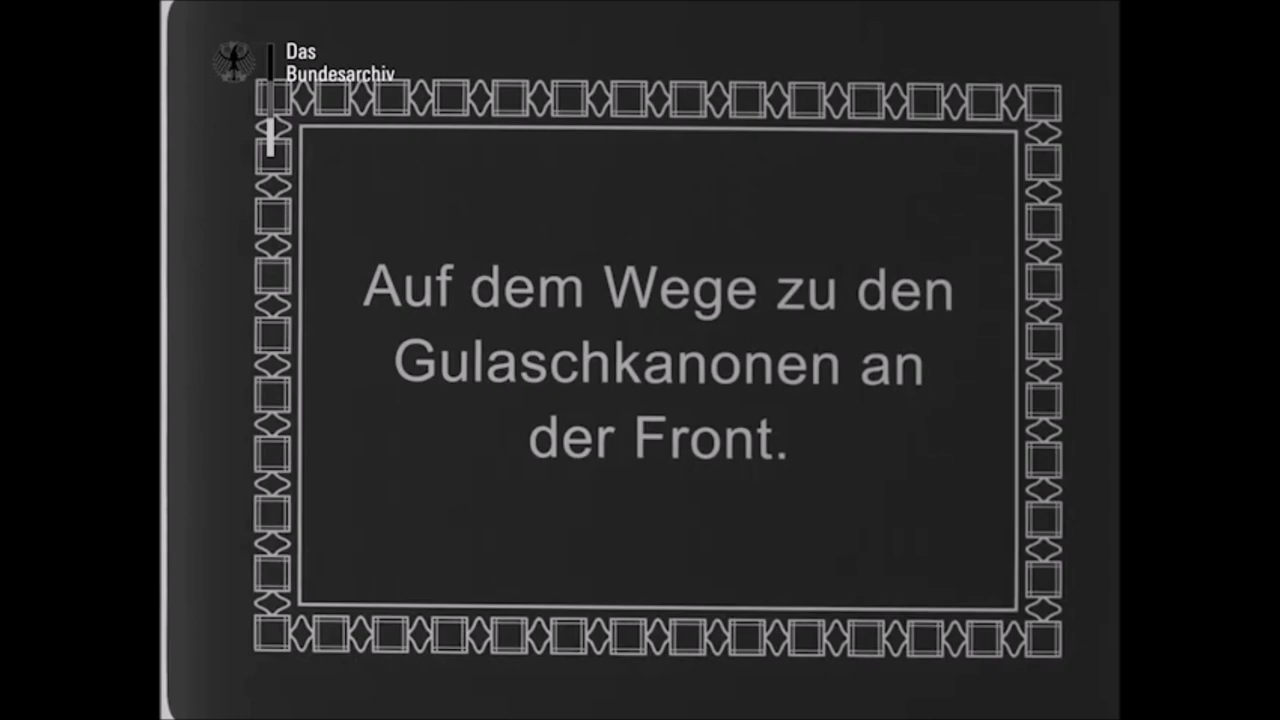 Das
Bundesarchiv
Auf dem Wege zu den
Gulaschkanonen an
der Front.